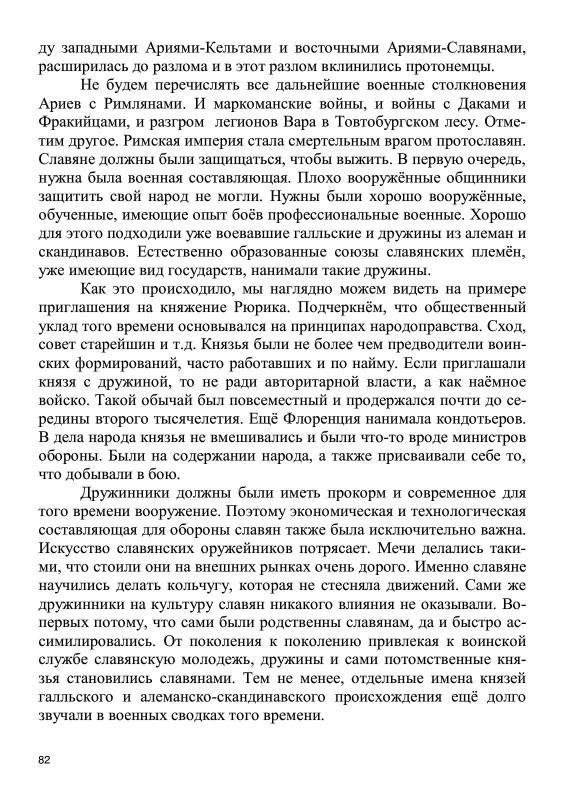 ду западными Ариями-Кельтами и восточными Ариями-Славянами,
расширилась до разлома и в этот разлом вклинились протонемцы.
Не будем перечислять все дальнейшие военные столкновения
Ариев с Римлянами. И маркоманские войны, и войны с Даками и
Фракийцами, и разгром легионов Вара в Товтобургском лесу. Отме-
тим другое. Римская империя стала смертельным врагом протославян.
Славяне должны были защищаться, чтобы выжить. В первую очередь,
нужна была военная составляющая. Плохо вооружённые общинники
защитить свой народ не могли. Нужны были хорошо вооружённые,
обученные, имеющие опыт боёв профессиональные военные. Хорошо
для этого подходили уже воевавшие галльские и дружины из алеман и
скандинавов. Естественно образованные союзы славянских племён,
уже имеющие вид государств, нанимали такие дружины.
Как это происходило, мы наглядно можем видеть на примере
приглашения на княжение Рюрика. Подчеркнём, что общественный
уклад того времени основывался на принципах народоправства. Сход,
совет старейшин и т.д. Князья были не более чем предводители воин-
ских формирований, часто работавших и по найму. Если приглашали
князя с дружиной, то не ради авторитарной власти, а как наёмное
войско. Такой обычай был повсеместный и продержался почти до се-
редины второго тысячелетия. Ещё Флоренция нанимала кондотьеров.
В дела народа князья не вмешивались и были что-то вроде министров
обороны. Были на содержании народа, а также присваивали себе то,
что добывали в бою.
Дружинники должны были иметь прокорм и современное для
того времени вооружение. Поэтому экономическая и технологическая
составляющая для обороны славян также была исключительно важна.
Искусство славянских оружейников потрясает. Мечи делались таки-
ми, что стоили они на внешних рынках очень дорого. Именно славяне
научились делать кольчугу, которая не стесняла движений. Сами же
дружинники на культуру славян никакого влияния не оказывали. Во-
первых потому, что сами были родственны славянам, да и быстро ас-
симилировались. От поколения к поколению привлекая к воинской
службе славянскую молодежь, дружины и сами потомственные кня-
зья становились славянами. Тем не менее, отдельные имена князей
галльского и алеманско-скандинавского происхождения ещё долго
звучали в военных сводках того времени.
82